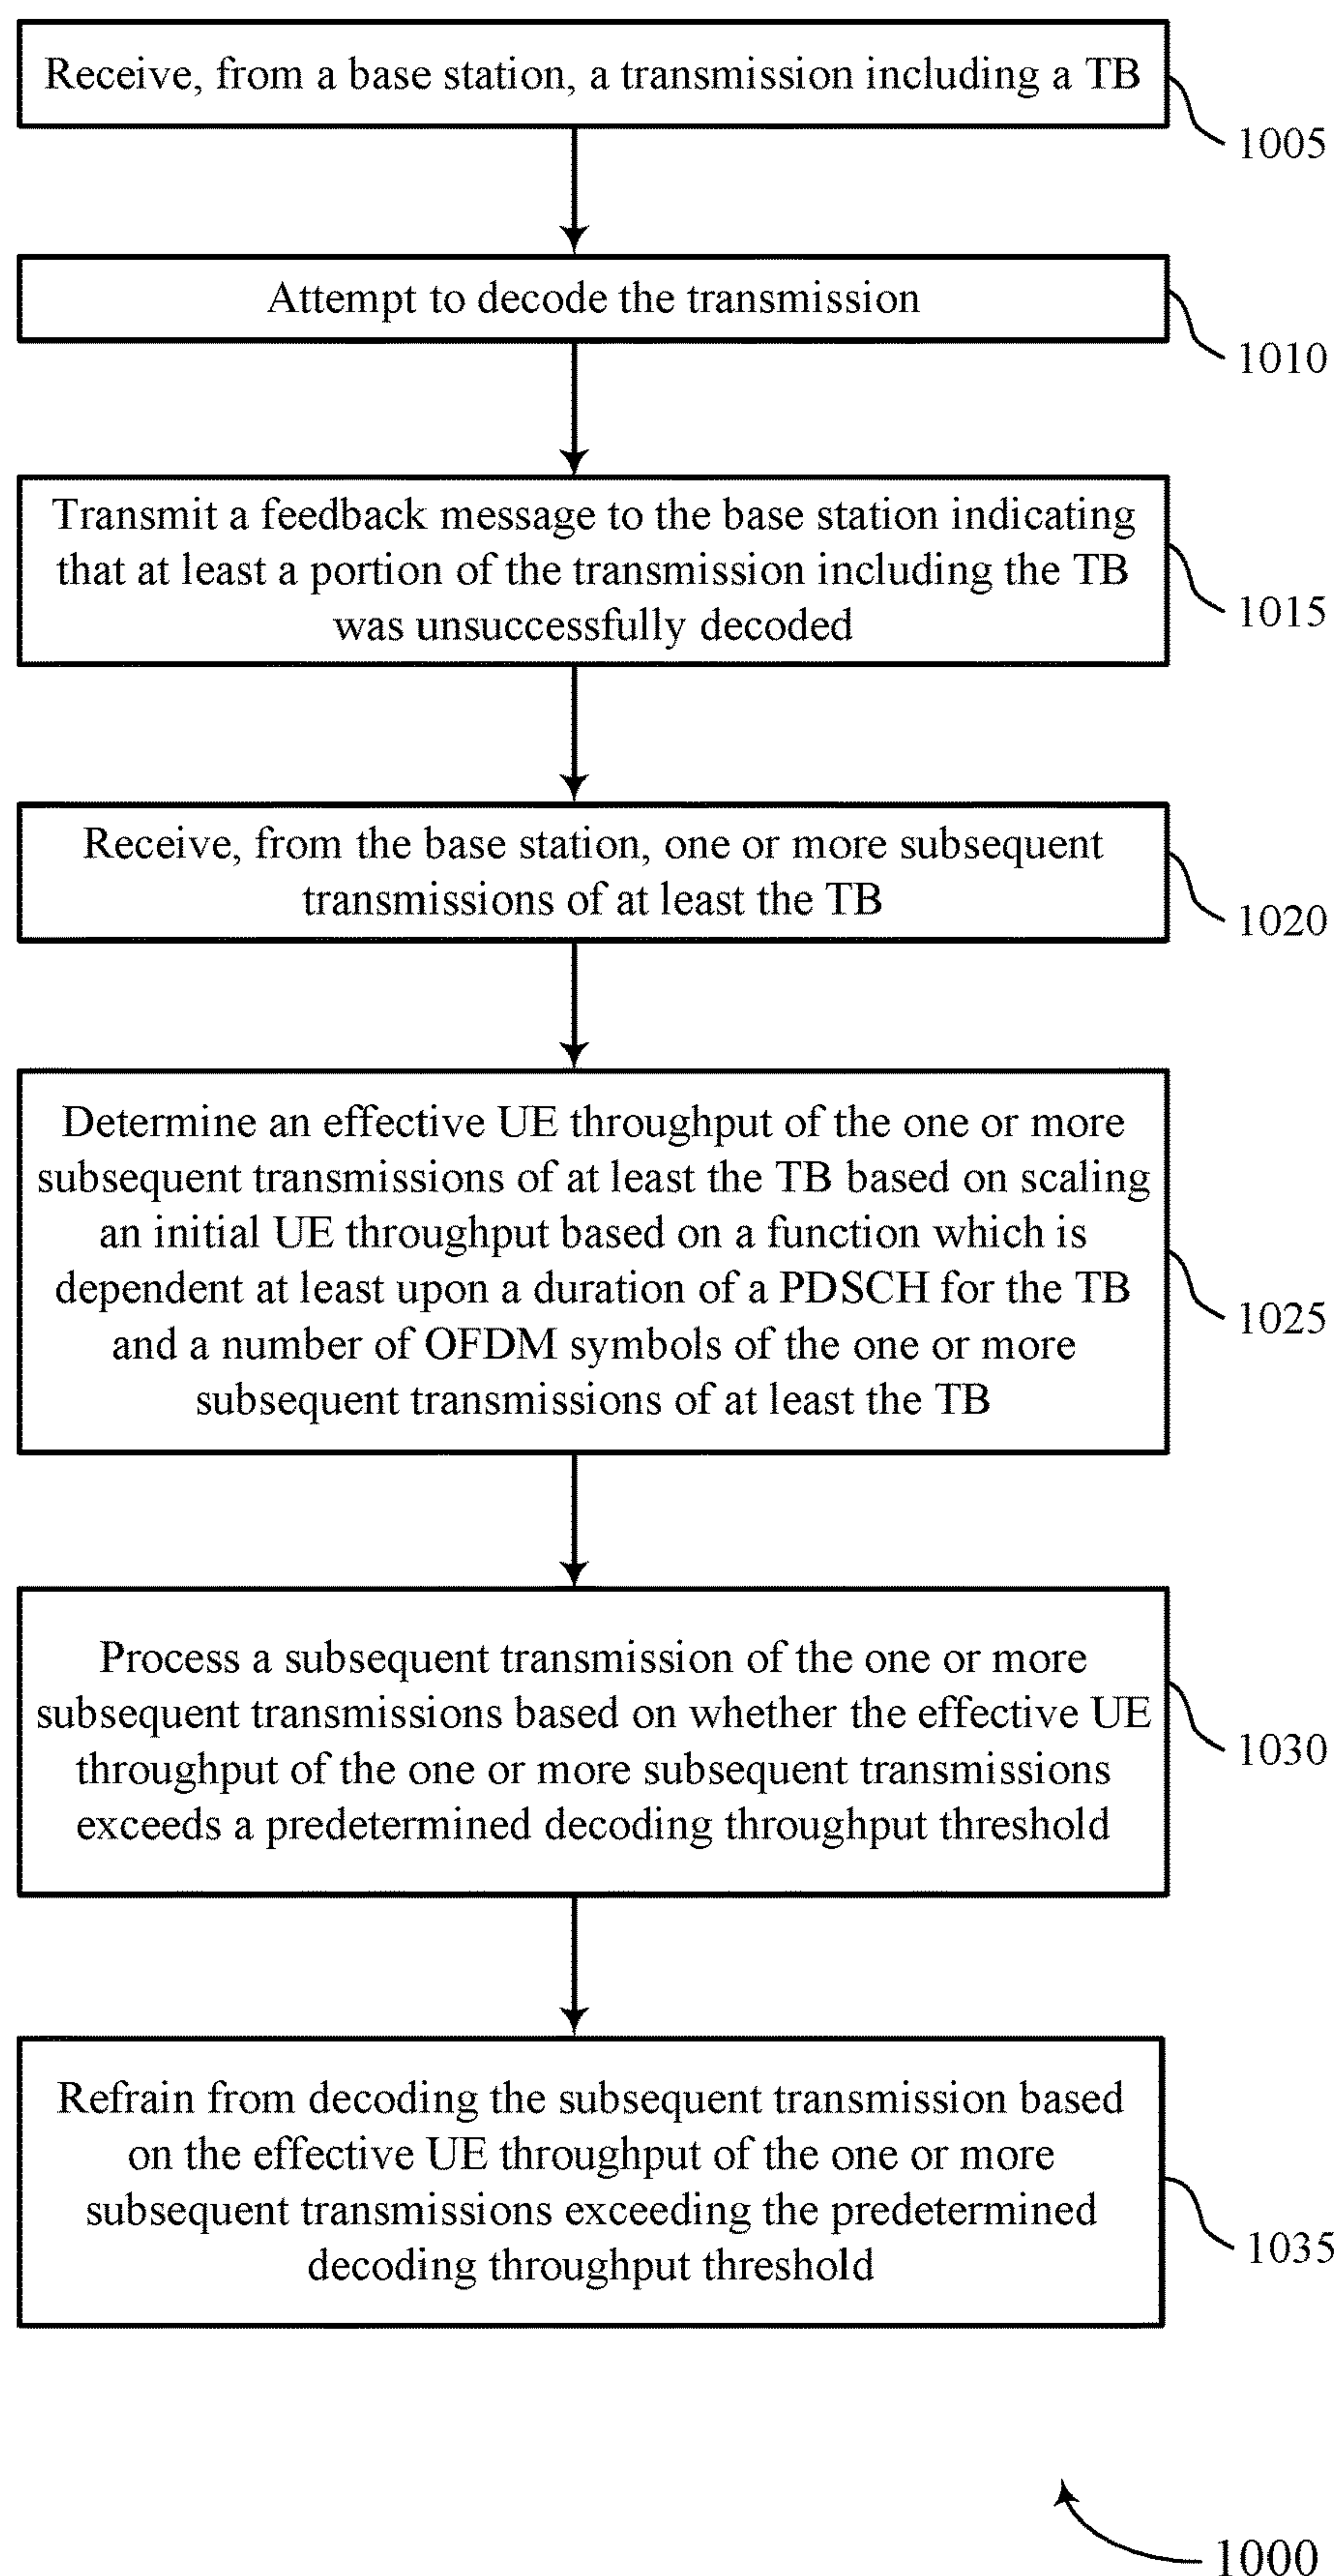 Receive, from a base station, a transmission including a TB
1005
Attempt to decode the transmission
1010
Transmit a feedback message to the base station indicating
that at least a portion of the transmission including the TB
was unsuccessfully decoded
1015
Receive, from the base station, one or more subsequent
transmissions of at least the TB
1020
Determine an effective UE throughput of the one or more
subsequent transmissions of at least the TB based on scaling
an initial UE throughput based on a function which is
dependent at least upon a duration of a PDSCH for the TB
and a number of OFDM symbols of the one or more
subsequent transmissions of at least the TB
1025
Process a subsequent transmission of the one or more
subsequent transmissions based on whether the effective UE
throughput of the one or more subsequent transmissions
exceeds a predetermined decoding throughput threshold
1030
Refrain from decoding the subsequent transmission based
on the effective UE throughput of the one or more
subsequent transmissions exceeding the predetermined
decoding throughput threshold
1035
1000